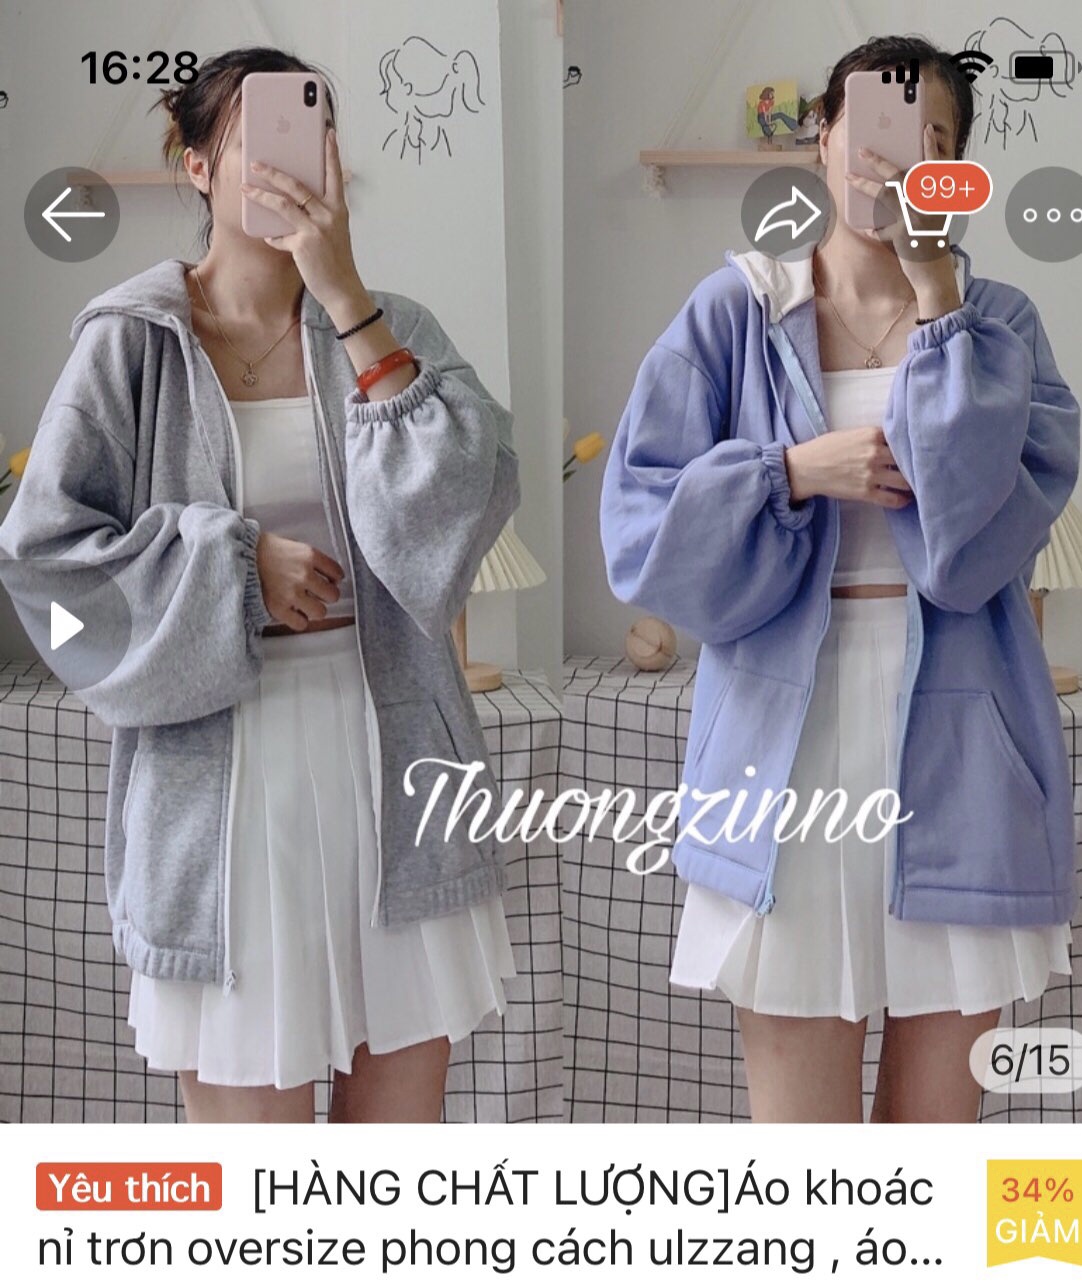 16:28
99+
Thuongzinno
6/15
Yêu thích [HÀNG CHẤT LƯỢNG]Áo khoác
nỉ trơn oversize phong cách ulzzang , áo...
34%
GIẢM